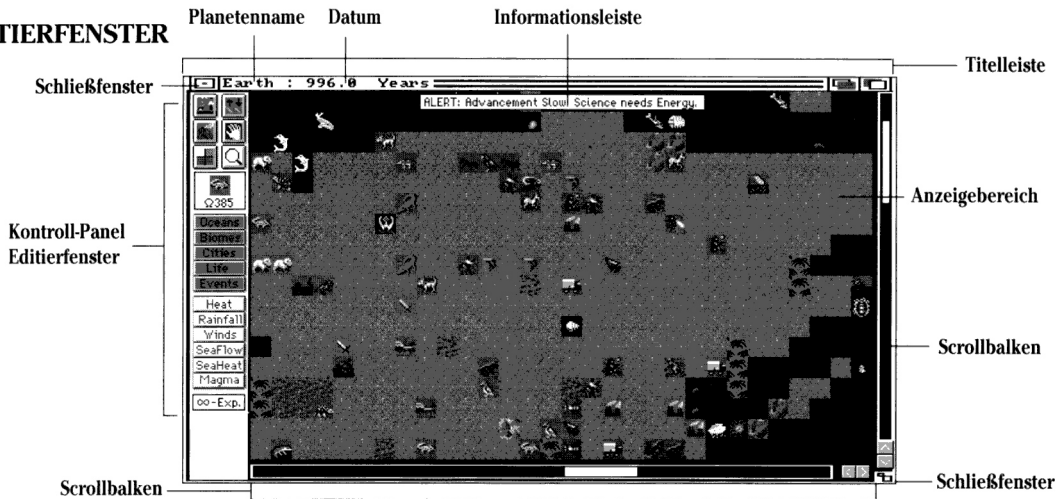 Planetenname Datum Informationsleiste
TIERFENSTER
Titelleiste
Schließfenster
Earth : 996.0 Years
ALERT: Advancement Slow. Science needs Energy.
Ω385
Anzeigebereich
Kontroll-Panel
Editierfenster
Oceans
Biomes
Cities
Life
Events
Heat
Rainfall
Winds
SeaFlow
SeaHeat
Magma
∞-Exp.
Scrollbalken
Scrollbalken
Schließfenster